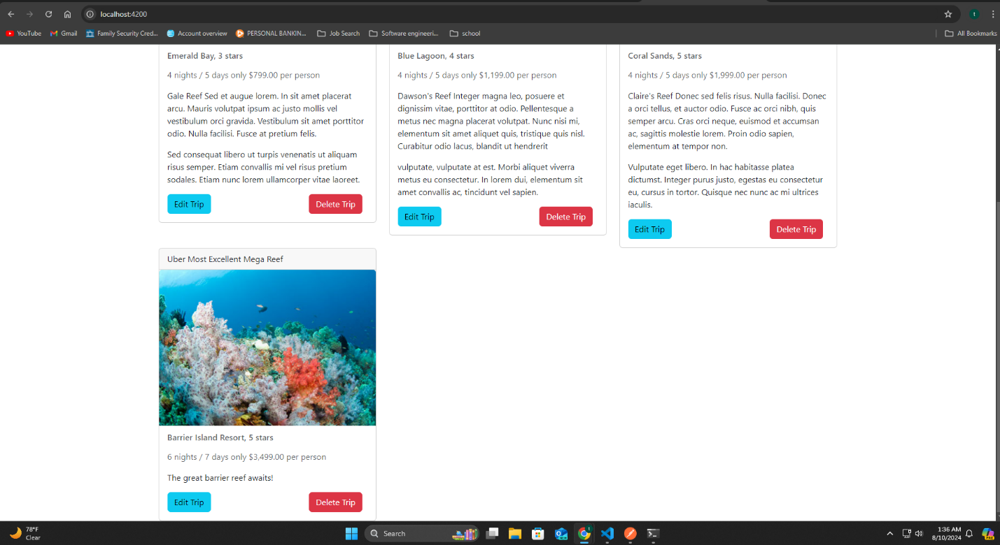 localhost:4200
t
YouTube
Gmail
Family Security Cred...
Account overview
PERSONAL BANKIN...
Job Search
Software engineeri...
school
All Bookmarks
Emerald Bay, 3 stars
4 nights / 5 days only $799.00 per person
Gale Reef Sed et augue lorem. In sit amet placerat
arcu. Mauris volutpat ipsum ac justo mollis vel
vestibulum orci gravida. Vestibulum sit amet porttitor
odio. Nulla facilisi. Fusce at pretium felis.
Sed consequat libero ut turpis venenatis ut aliquam
risus semper. Etiam convallis mi vel risus pretium
sodales. Etiam nunc lorem ullamcorper vitae laoreet.
Edit Trip
Delete Trip
Blue Lagoon, 4 stars
4 nights / 5 days only $1,199.00 per person
Dawson's Reef Integer magna leo, posuere et
dignissim vitae, porttitor at odio. Pellentesque a
metus nec magna placerat volutpat. Nunc nisi mi,
elementum sit amet aliquet quis, tristique quis nisl.
Curabitur odio lacus, blandit ut hendrerit
vulputate, vulputate at est. Morbi aliquet viverra
metus eu consectetur. In lorem dui, elementum sit
amet convallis ac, tincidunt vel sapien.
Edit Trip
Delete Trip
Coral Sands, 5 stars
4 nights / 5 days only $1,999.00 per person
Claire's Reef Donec sed felis risus. Nulla facilisi. Donec
a orci tellus, et auctor odio. Fusce ac orci nibh, quis
semper arcu. Cras orci neque, euismod et accumsan
ac, sagittis molestie lorem. Proin odio sapien,
elementum at tempor non.
Vulputate eget libero. In hac habitasse platea
dictumst. Integer purus justo, egestas eu consectetur
eu, cursus in tortor. Quisque nec nunc ac mi ultrices
iaculis.
Edit Trip
Delete Trip
Uber Most Excellent Mega Reef
Barrier Island Resort, 5 stars
6 nights / 7 days only $3,499.00 per person
The great barrier reef awaits!
Edit Trip
Delete Trip
78°F
Clear
Search
1:36 AM
8/10/2024